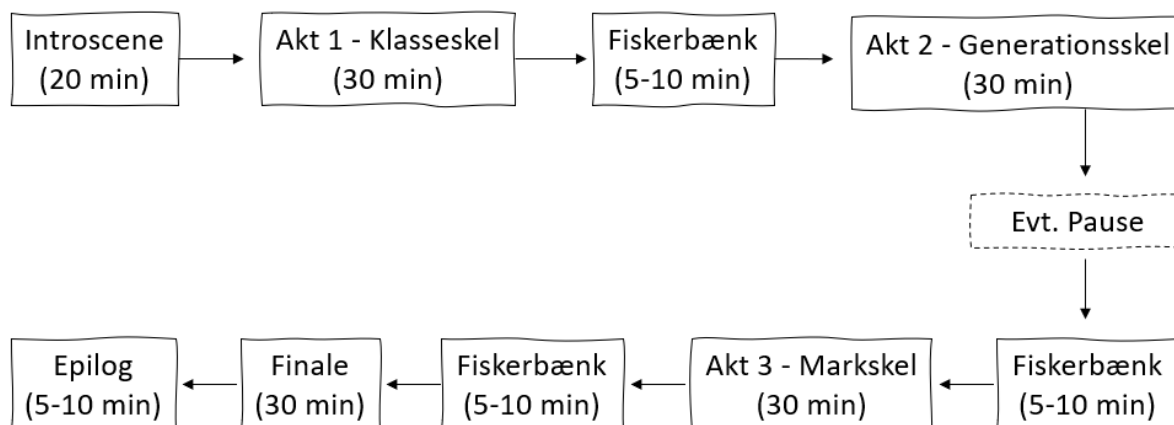 Introscene
(20 min)
Akt 1 - Klasseskel
(30 min)
Fiskerbænk
(5-10 min)
Akt 2 - Generationsskel
(30 min)
Evt. Pause
Fiskerbænk
(5-10 min)
Akt 3 - Markskel
(30 min)
Fiskerbænk
(5-10 min)
Finale
(30 min)
Epilog
(5-10 min)